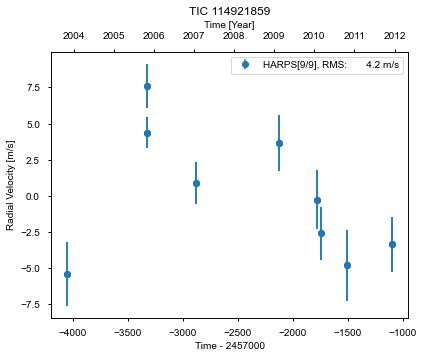 TIC 114921859
Time [Year]
2004 2005 2006 2007 2008 2009 2010 2011 2012
HARPS[9/9], RMS: 4.2 m/s
7.5
5.0
2.5
0.0
−2.5
−5.0
−7.5
Radial Velocity [m/s]
−4000 −3500 −3000 −2500 −2000 −1500 −1000
Time - 2457000